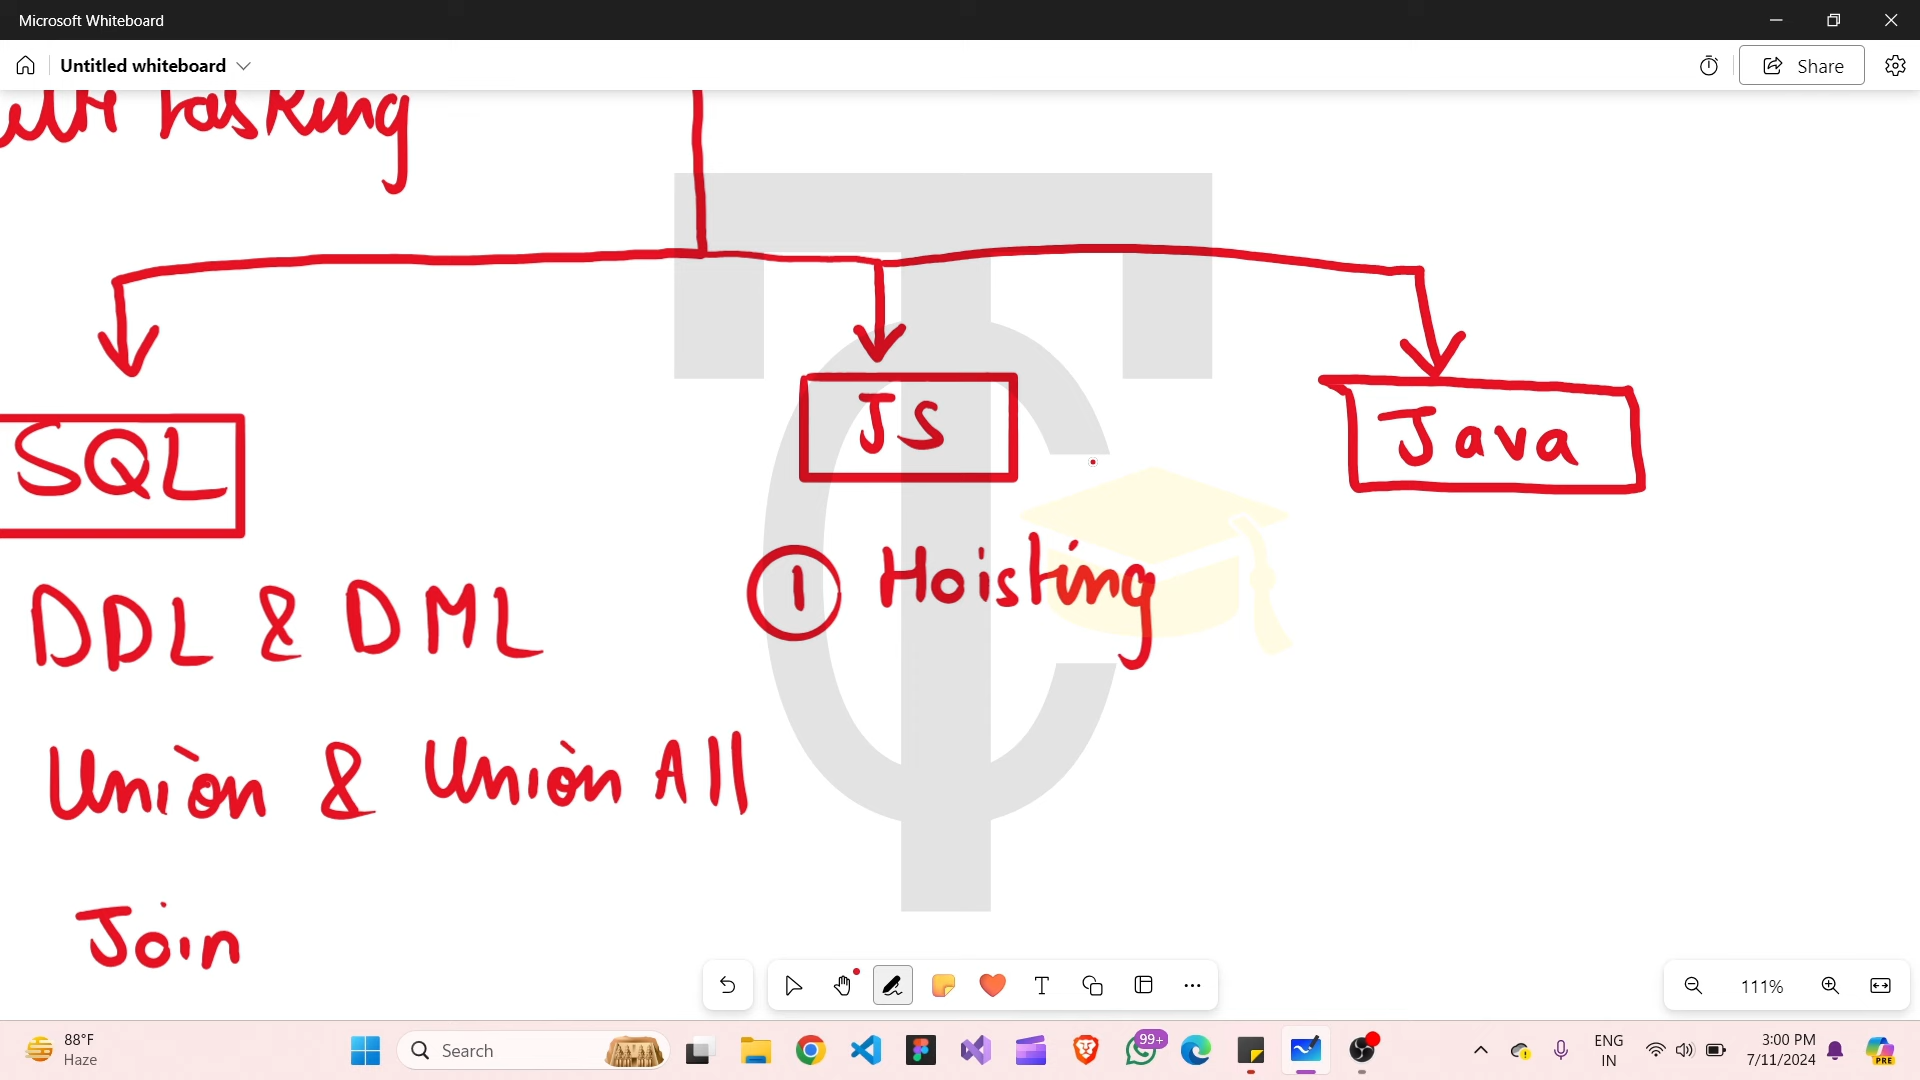 Microsoft Whiteboard
Untitled whiteboard
Share
Tasking
SQL
JS
Java
① Hoisting
DDL & DML
Union & Union All
Join
T
111%
88°F
Haze
Search
99+
ENG
IN
3:00 PM
7/11/2024
PRE